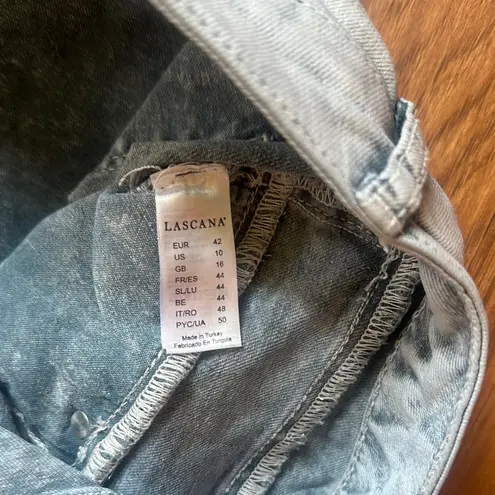 LASCANA
EUR 42
US 10
GB 16
FR/ES 44
SL/LU 44
BE 44
IT/RO 48
PYC/UA 50
Made in Turkey
Fabricado En Turquía